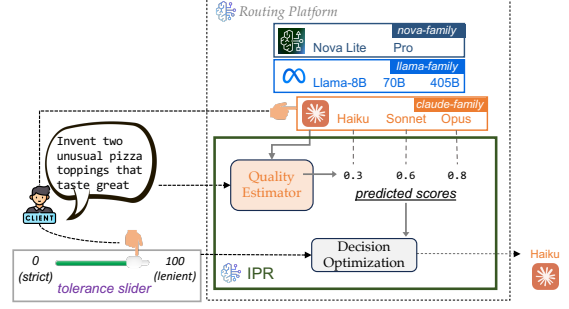 Routing Platform
nova-family
Nova Lite Pro
llama-family
Llama-8B 70B 405B
claude-family
Haiku Sonnet Opus
Invent two
unusual pizza
toppings that
taste great
CLIENT
Quality
Estimator
0.3 0.6 0.8
predicted scores
0
(strict)
100
(lenient)
tolerance slider
Decision
Optimization
IPR
Haiku